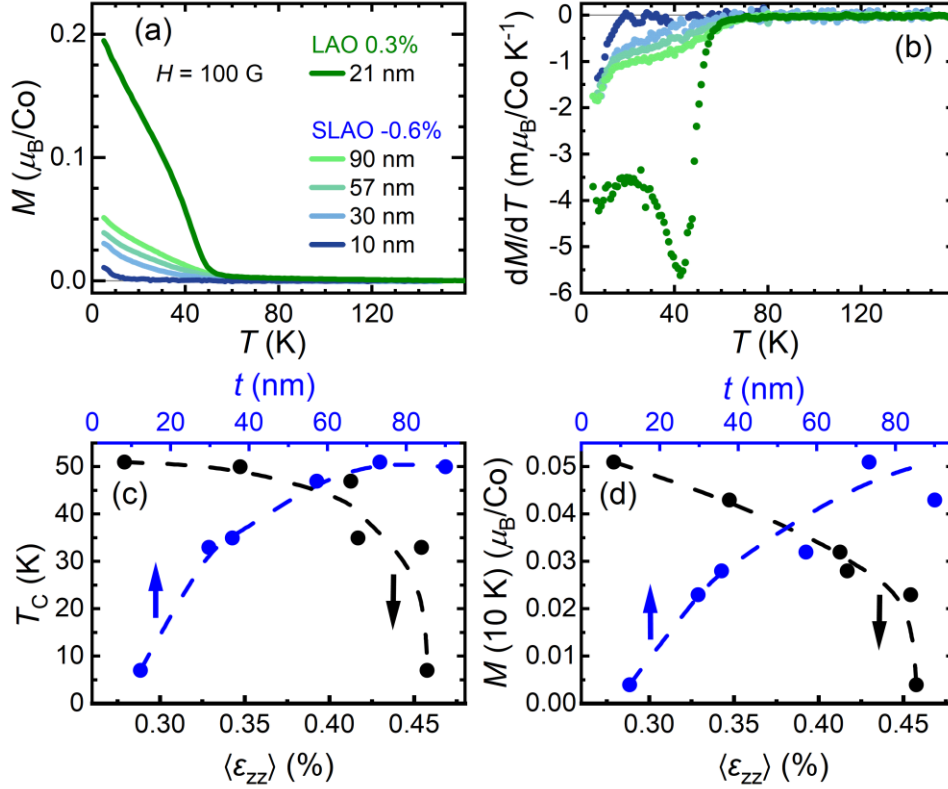 (a)
LAO 0.3%
H = 100 G
21 nm
SLAO -0.6%
90 nm
57 nm
30 nm
10 nm
M (μB/Co)
0.2
0.1
0.0
0 40 80 120
T (K)
(b)
dM/dT (mμB/Co K-1)
0
-1
-2
-3
-4
-5
-6
0 40 80 120
T (K)
t (nm)
0 20 40 60 80
(c)
TC (K)
50
40
30
20
10
0
0.30 0.35 0.40 0.45
⟨εzz⟩ (%)
t (nm)
0 20 40 60 80
(d)
M (10 K) (μB/Co)
0.05
0.04
0.03
0.02
0.01
0.00
0.30 0.35 0.40 0.45
⟨εzz⟩ (%)